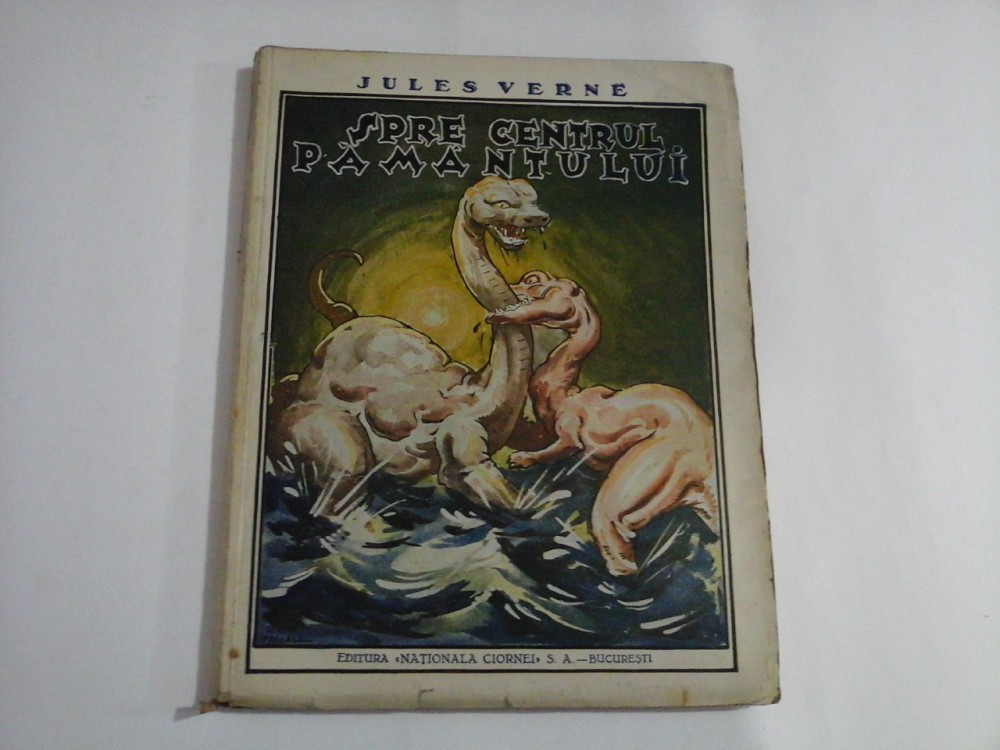 JULES VERNE
SPRE CENTRUL
PĂMÂNTULUI
EDITURA «NAȚIONALA CIORNEI» S. A.—BUCUREȘTI